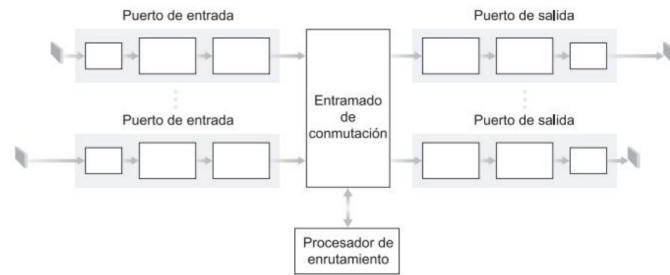 Puerto de entrada
Puerto de salida
Puerto de entrada
Entramado
de
conmutación
Puerto de salida
Procesador de
enrutamiento